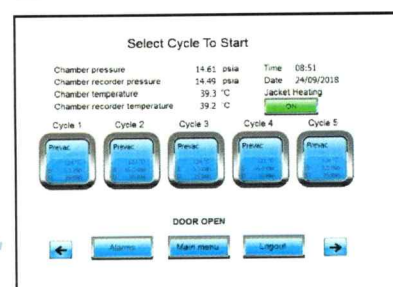 Select Cycle To Start
Chamber pressure 14.61 psia Time 08:51
Chamber recorder pressure 14.49 psia Date 24/09/2018
Chamber temperature 39.3 °C Jacket Heating
Chamber recorder temperature 39.2 °C ON
Cycle 1 Cycle 2 Cycle 3 Cycle 4 Cycle 5
Prevac Prevac Prevac Prevac Prevac
DOOR OPEN
Alarms Main menu Logout